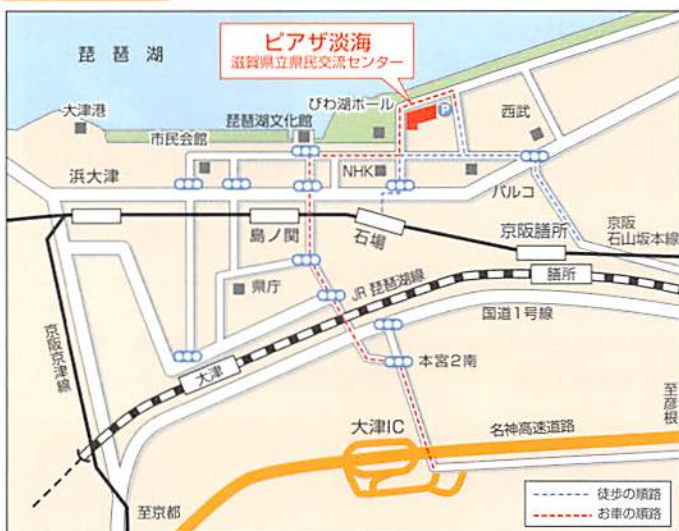 ピアザ淡海
滋賀県立県民交流センター
琵琶湖
びわ湖ホール
P
西武
大津港
琵琶湖文化館
市民会館
NHK
パルコ
浜大津
島ノ関
石場
京阪膳所
京阪
石山坂本線
県庁
JR 琵琶湖線
膳所
国道1号線
京阪京津線
大津
本宮2南
大津IC
名神高速道路
至彦根
至京都
徒歩の順路
お車の順路